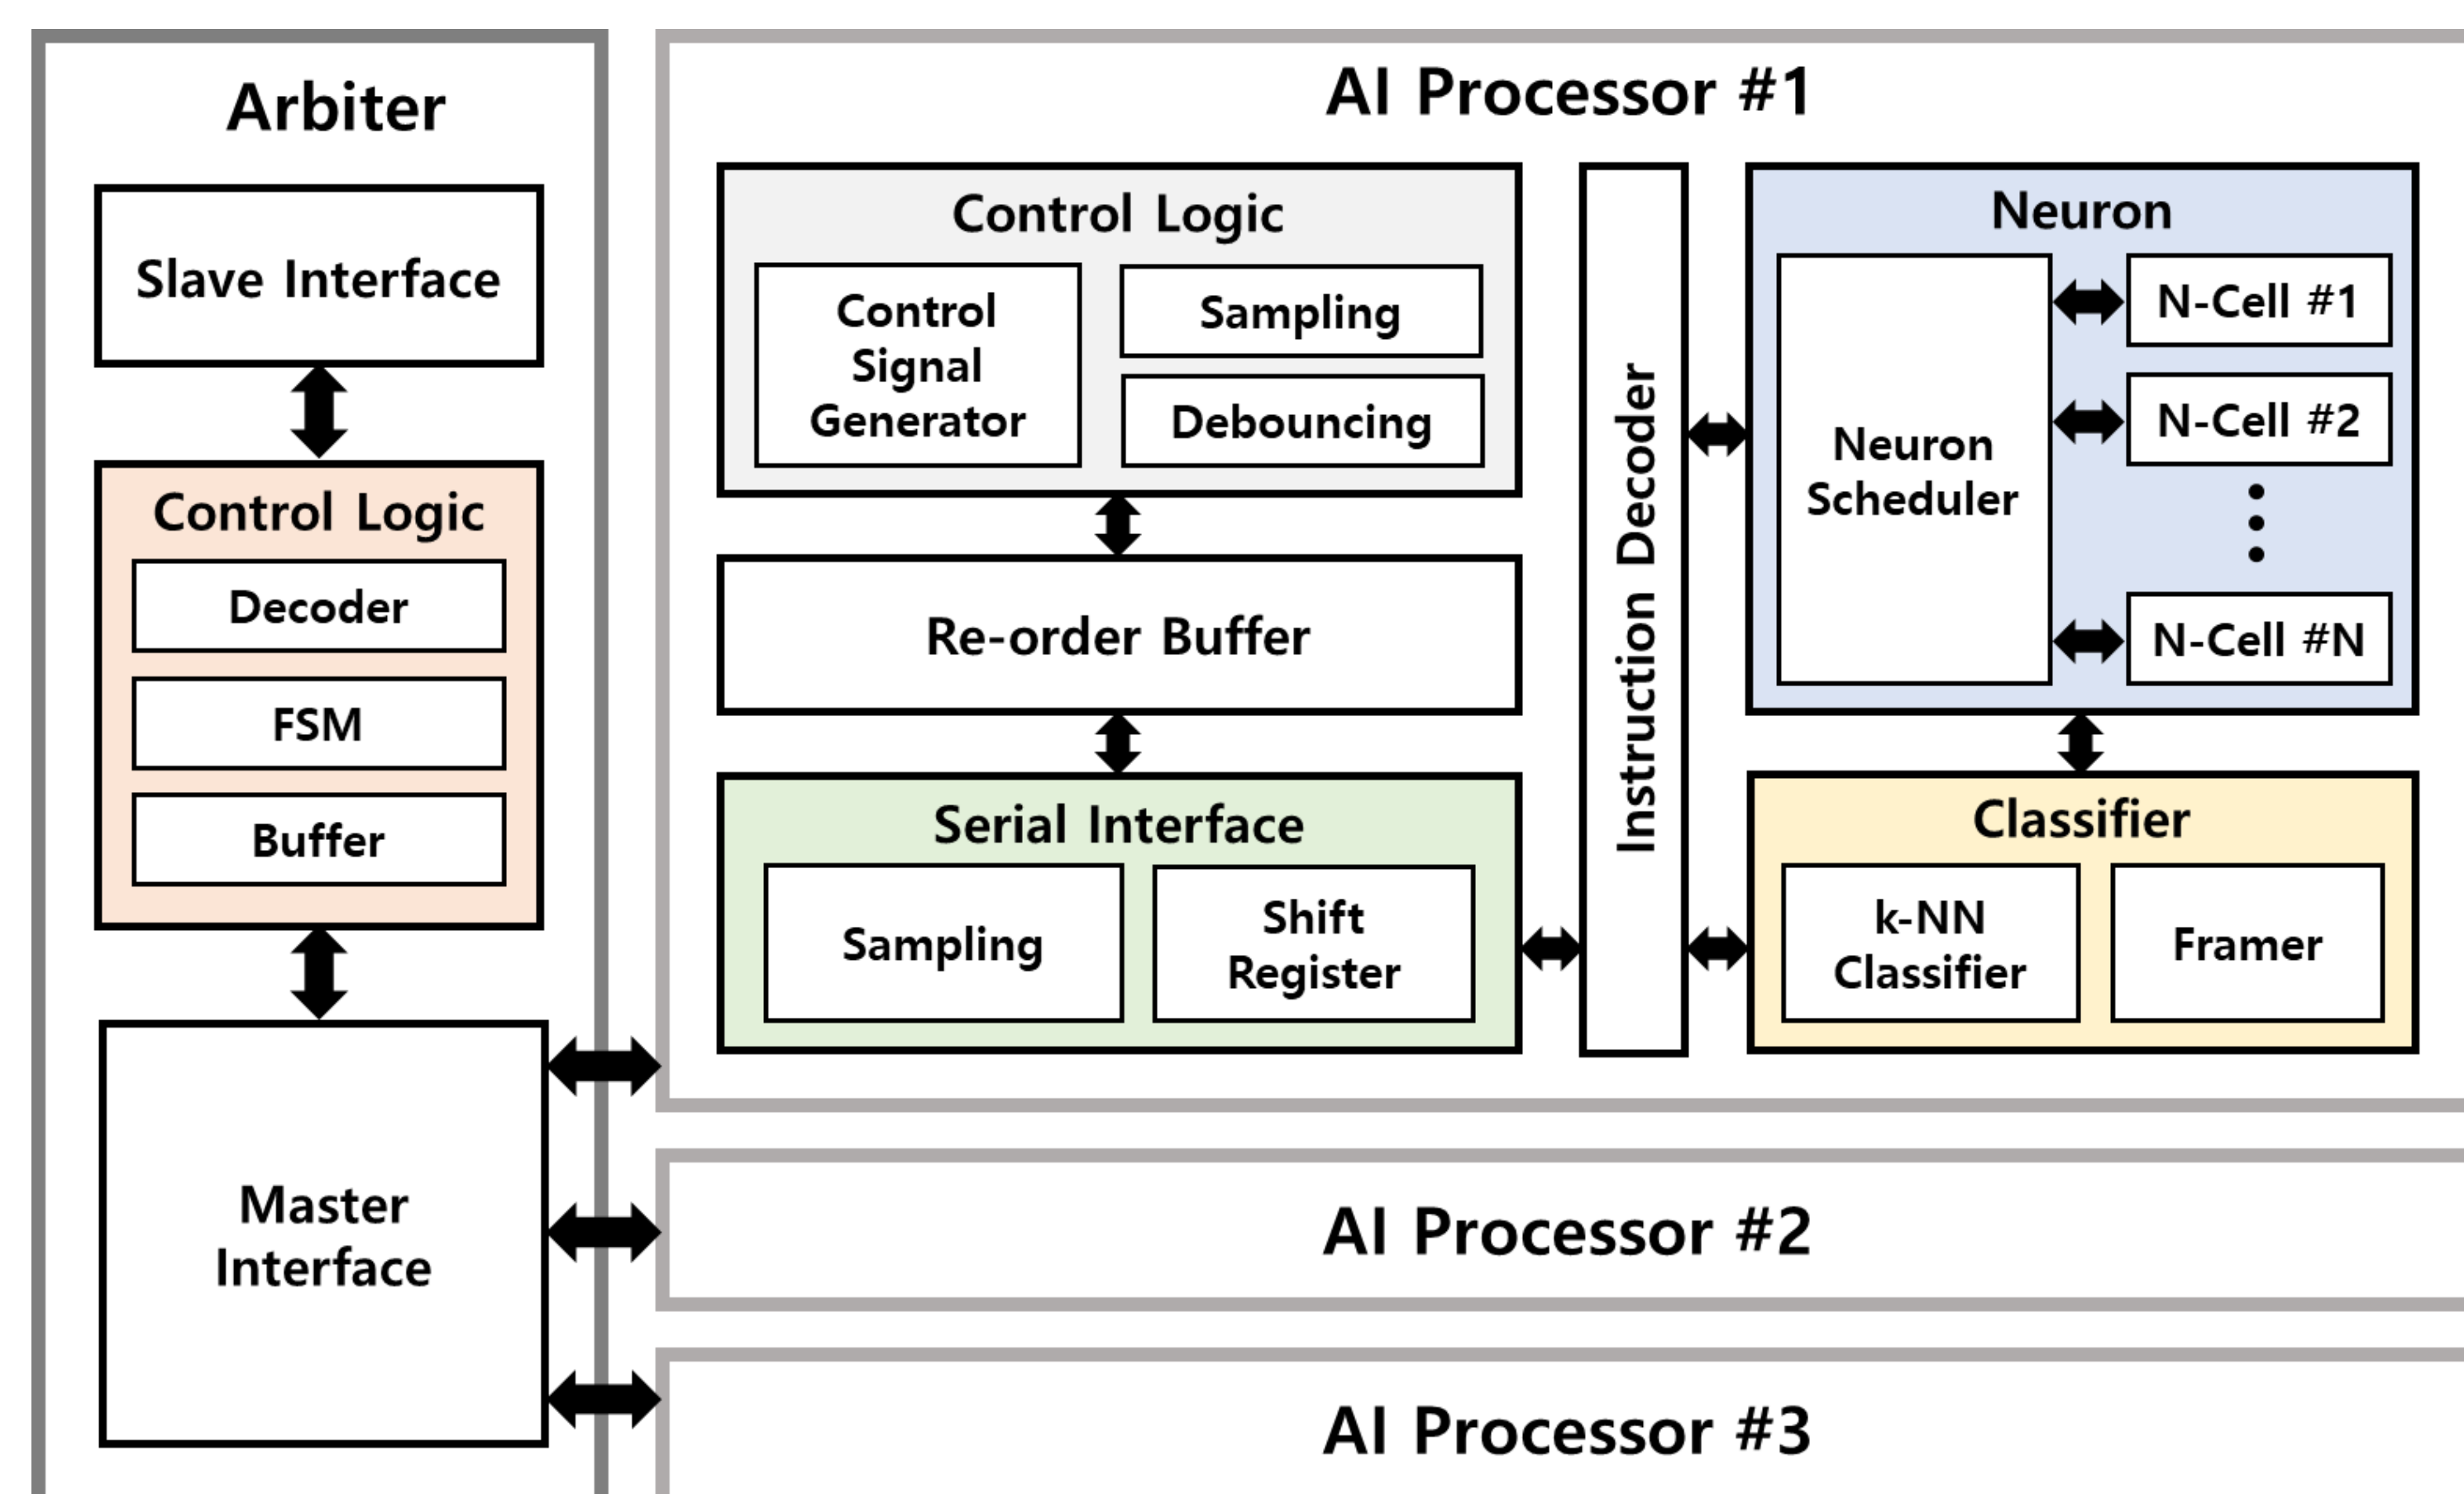 Arbiter
Slave Interface
Control Logic
Decoder
FSM
Buffer
Master
Interface
AI Processor #1
Control Logic
Control
Signal
Generator
Sampling
Debouncing
Re-order Buffer
Serial Interface
Sampling
Shift
Register
Instruction Decoder
Neuron
Neuron
Scheduler
N-Cell #1
N-Cell #2
N-Cell #N
Classifier
k-NN
Classifier
Framer
AI Processor #2
AI Processor #3